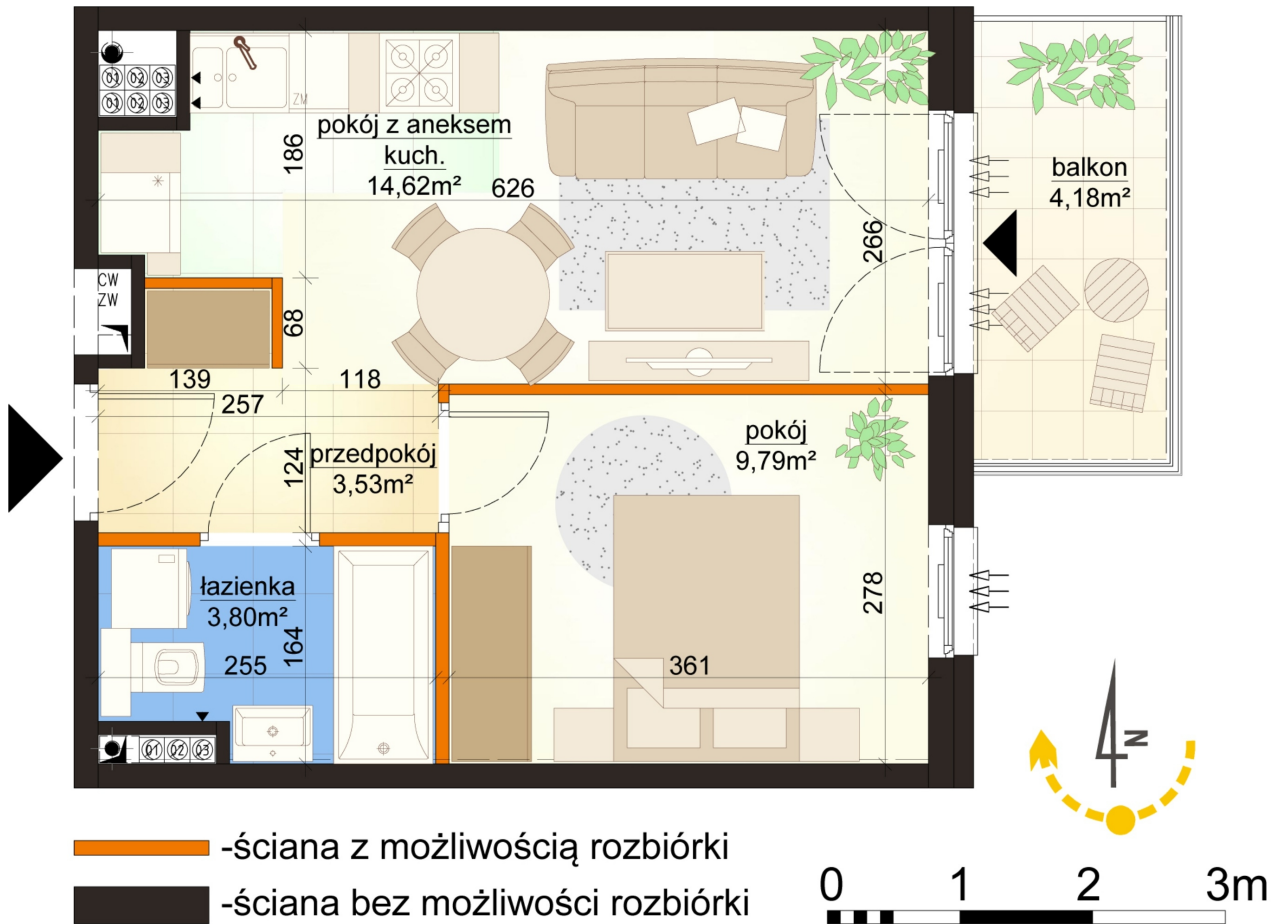 01 02 03
01 02 03
ZM
pokój z aneksem
kuch.
14,62m²
186
626
266
balkon
4,18m²
CW
ZW
68
139
118
257
124
przedpokój
3,53m²
pokój
9,79m²
łazienka
3,80m²
164
255
361
278
01 02 03
N
-ściana z możliwością rozbiórki
-ściana bez możliwości rozbiórki
0 1 2 3m